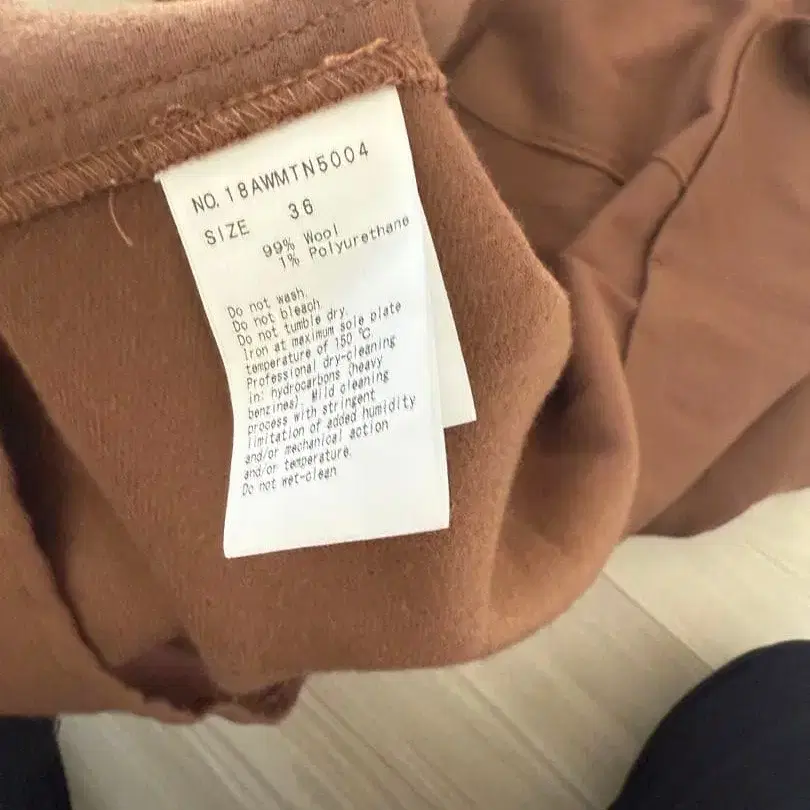 NO. 18AWMTN5004
SIZE 36
99% Wool
1% Polyurethane
Do not wash.
Do not bleach.
Do not tumble dry.
Iron at maximum sole plate
temperature of 150 ℃
Professional dry-cleaning
in: hydrocarbons (heavy
benzines). Mild cleaning
process with stringent
limitation of added humidity
and/or mechanical action
and/or temperature.
Do not wet-clean